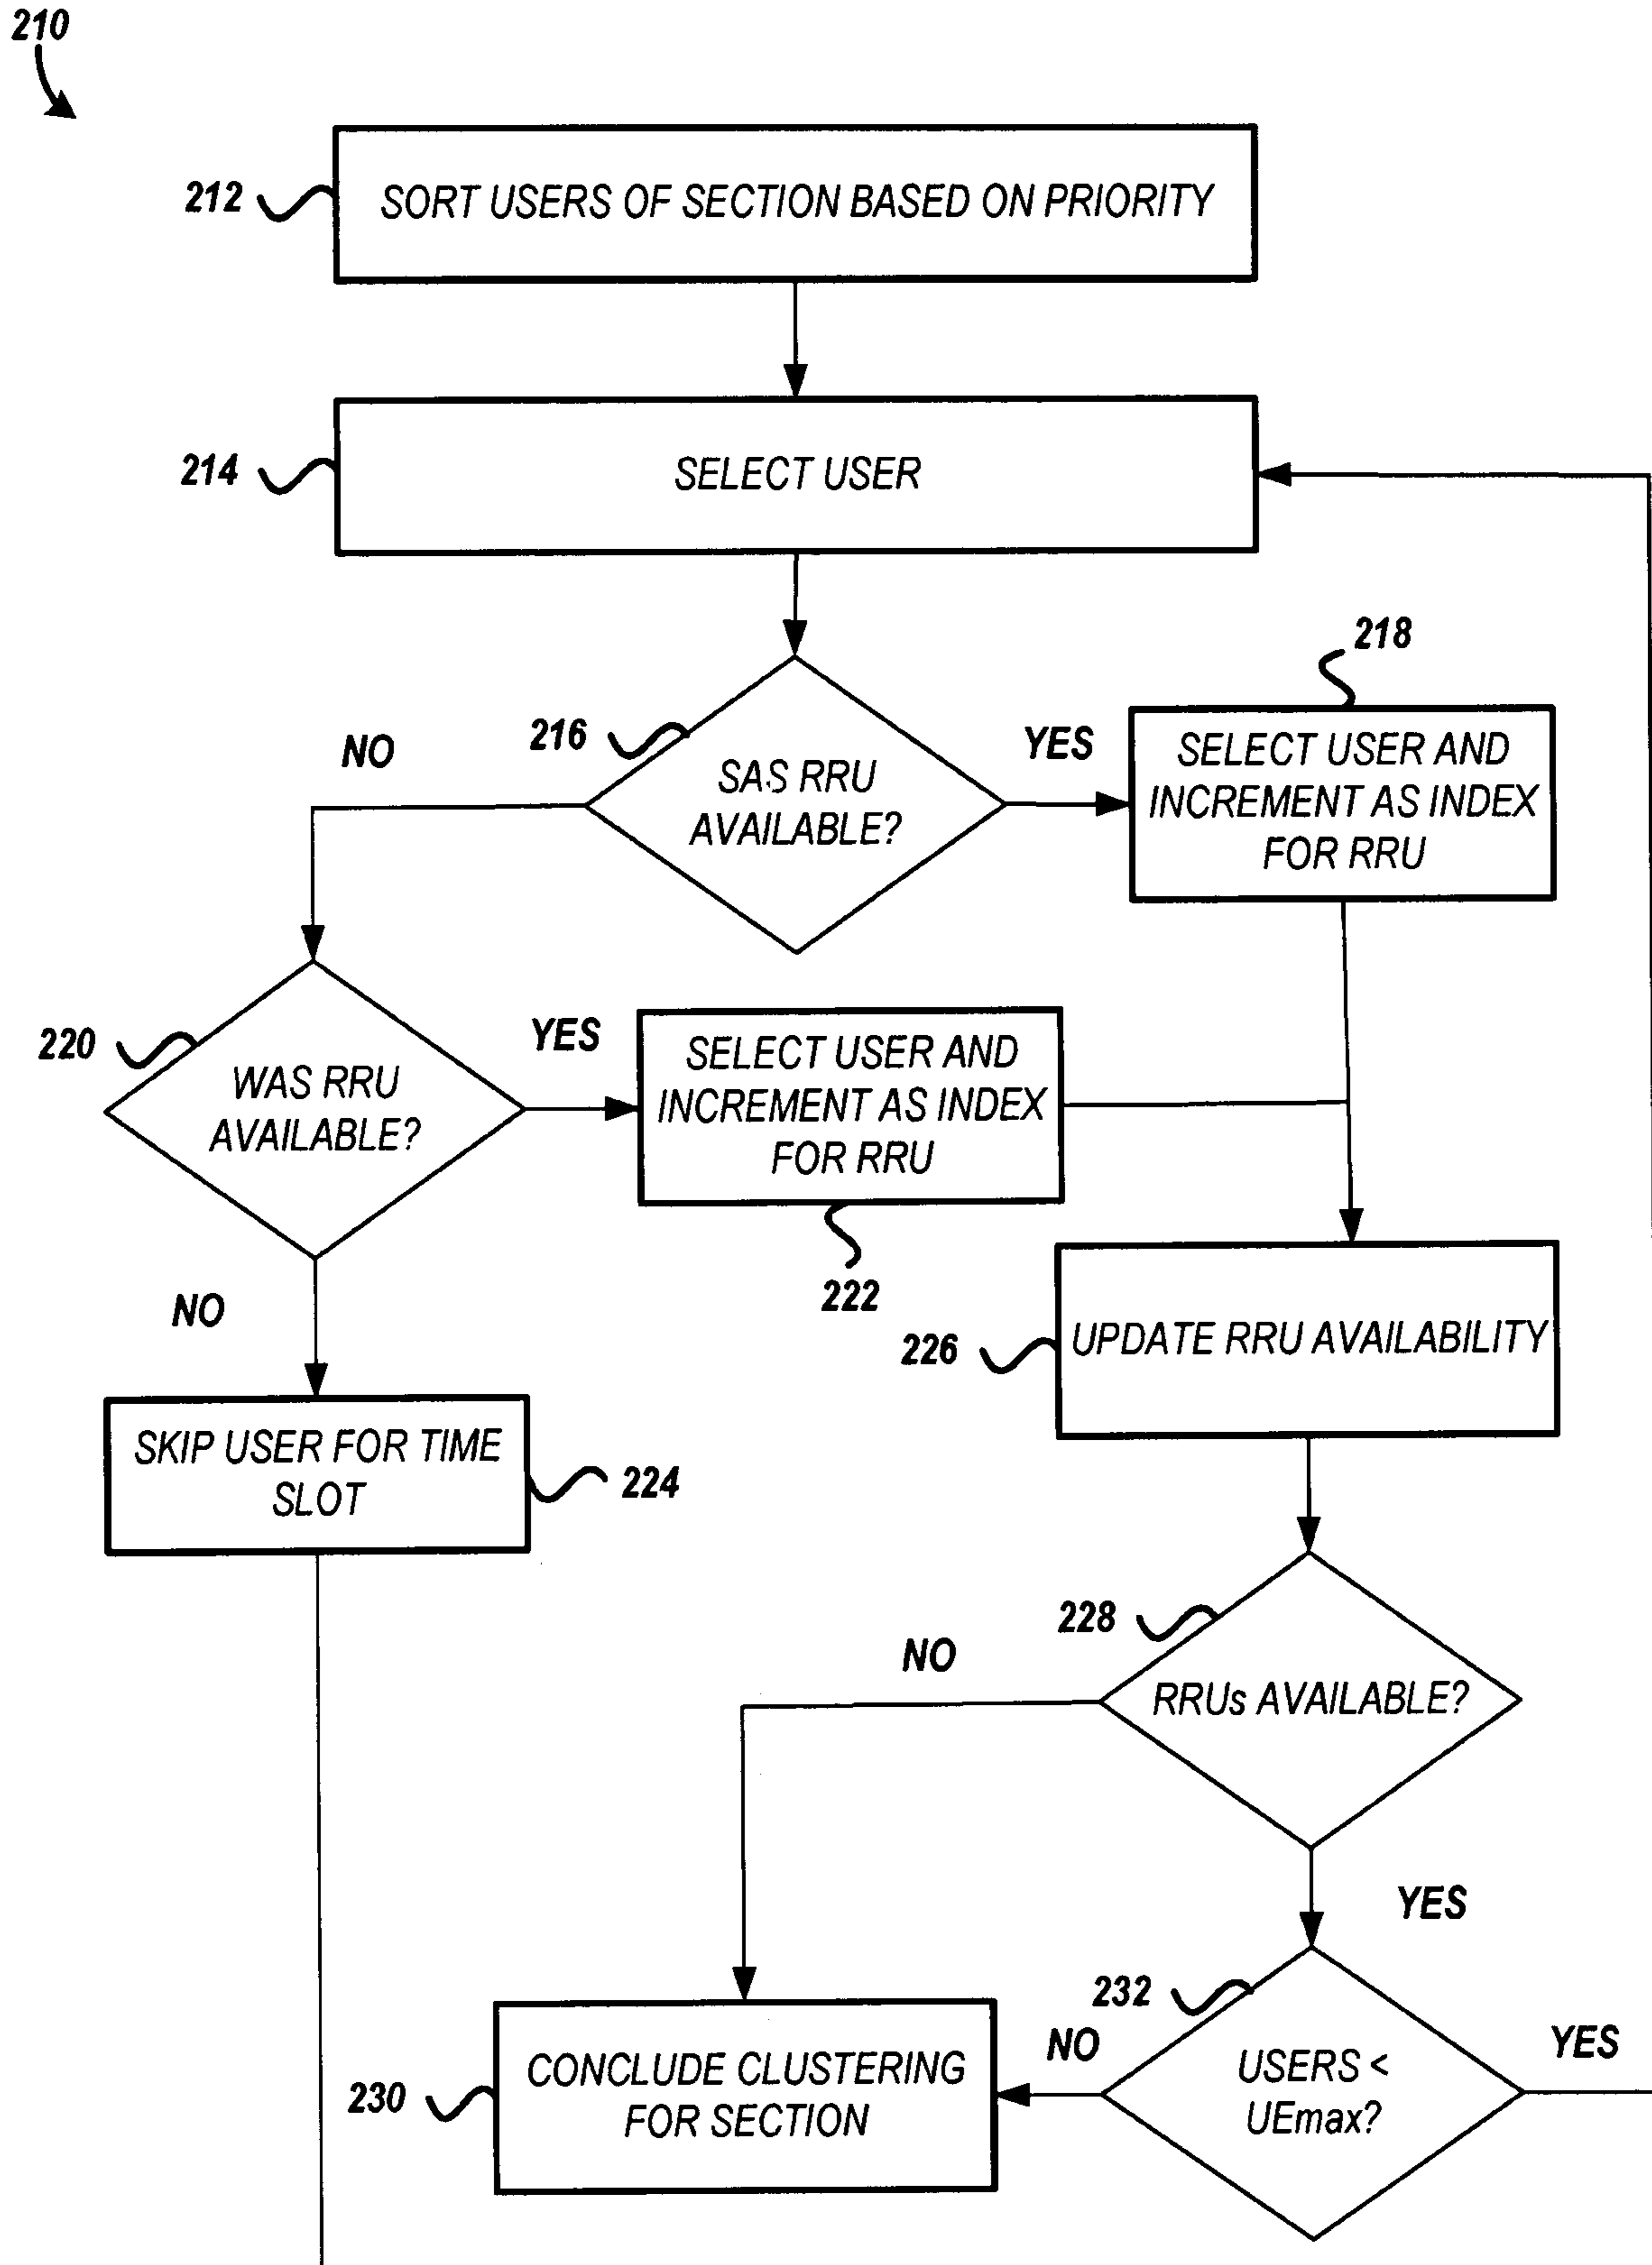 210
212
SORT USERS OF SECTION BASED ON PRIORITY
214
SELECT USER
218
216
NO
YES
SAS RRU
AVAILABLE?
SELECT USER AND
INCREMENT AS INDEX
FOR RRU
220
YES
WAS RRU
AVAILABLE?
SELECT USER AND
INCREMENT AS INDEX
FOR RRU
222
NO
226
UPDATE RRU AVAILABILITY
SKIP USER FOR TIME
SLOT
224
228
NO
RRUs AVAILABLE?
YES
232
NO
YES
USERS <
UEmax?
230
CONCLUDE CLUSTERING
FOR SECTION